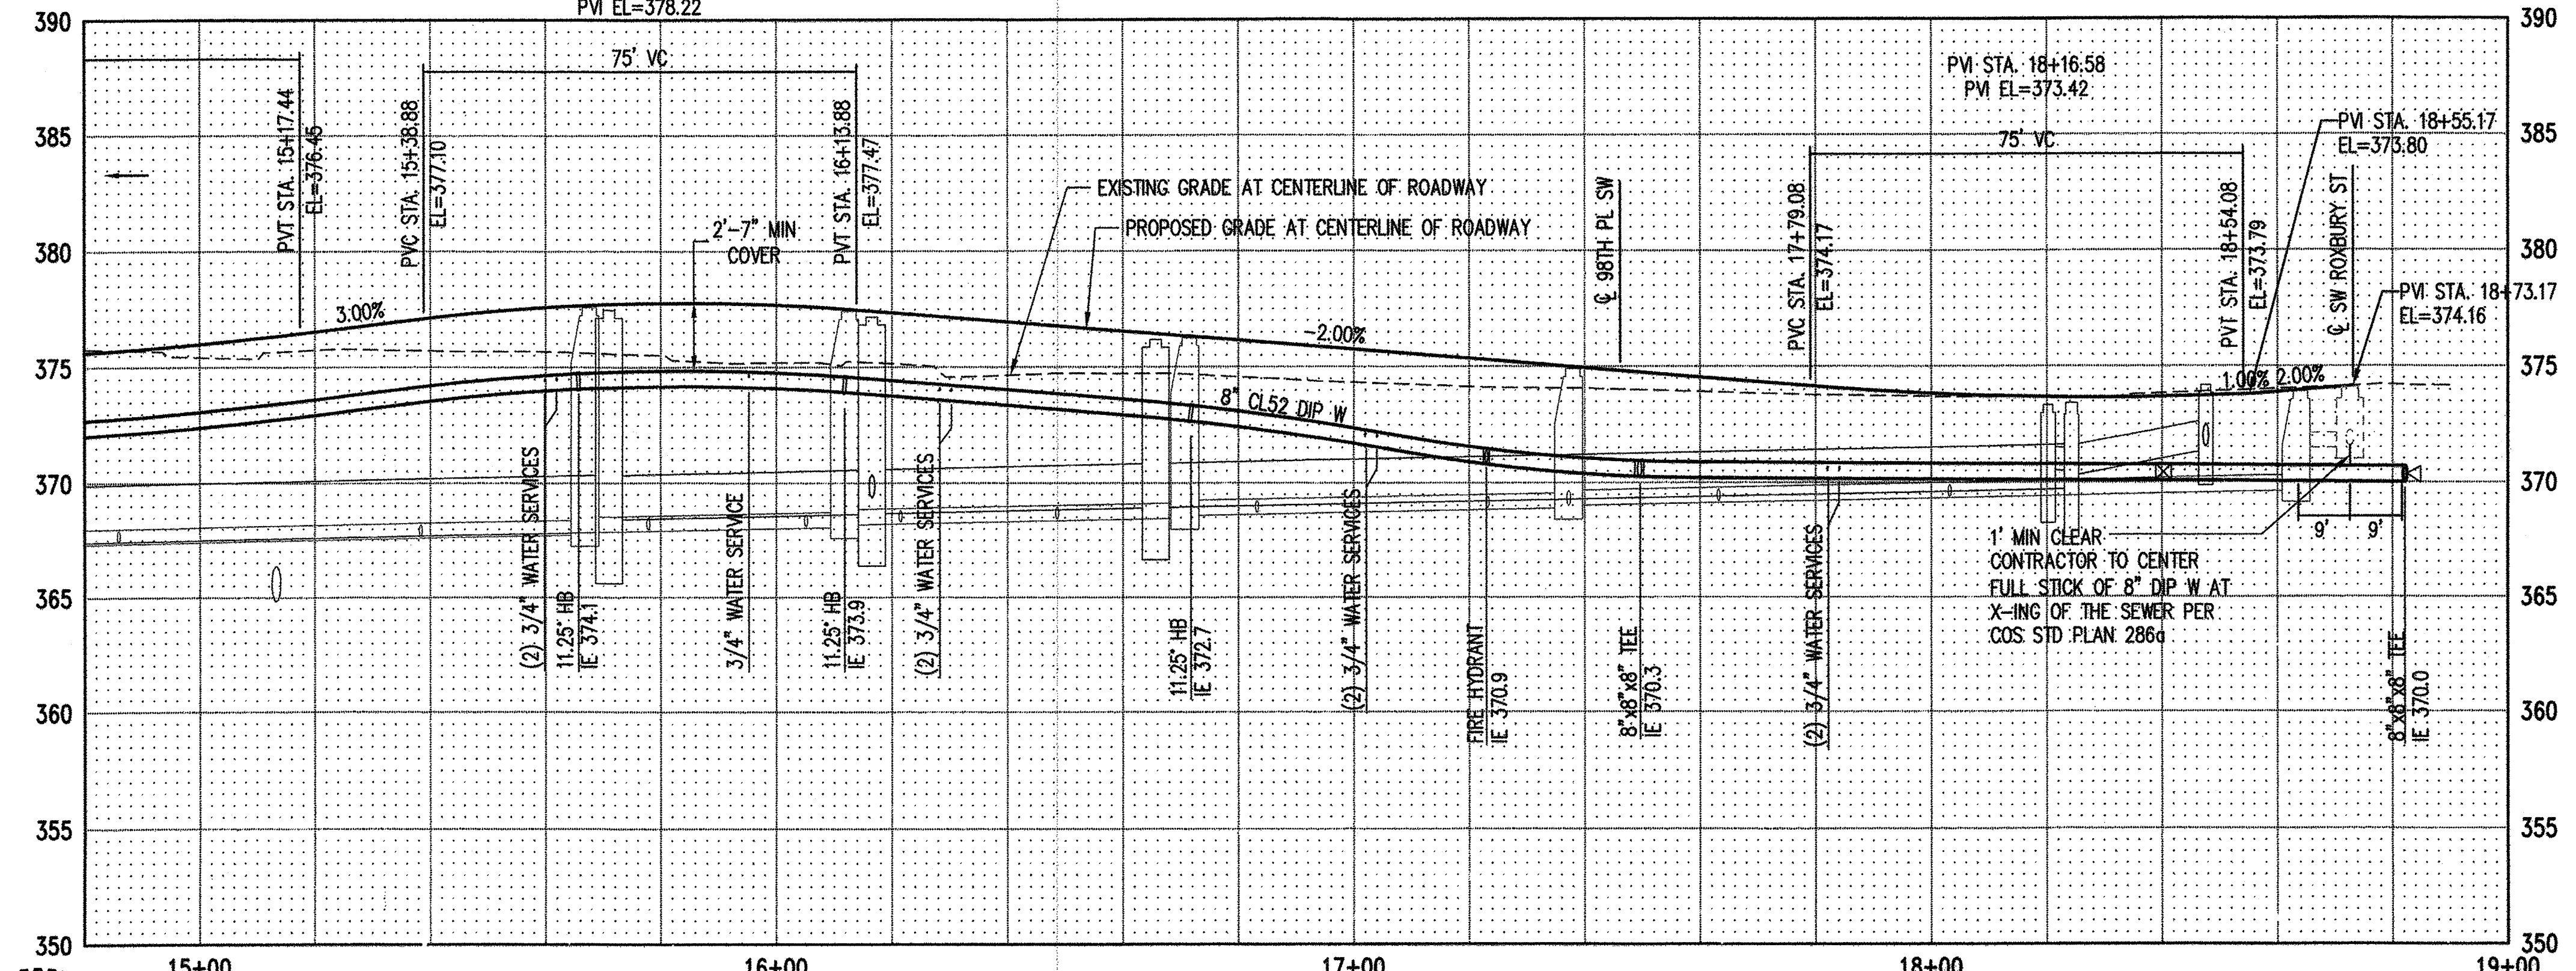 PVI EL=378.22
390
390
75' VC
PVI STA. 18+16.58
PVI EL=373.42
PVT STA. 15+17.44
EL=376.45
PVC STA. 15+38.88
EL=377.10
PVT STA. 16+13.88
EL=377.47
385
385
PVI STA. 18+55.17
EL=373.80
75' VC
EXISTING GRADE AT CENTERLINE OF ROADWAY
PROPOSED GRADE AT CENTERLINE OF ROADWAY
2'-7" MIN
COVER
℄ 98TH PL SW
PVC STA. 17+79.08
EL=374.17
PVT STA. 18+54.08
EL=373.79
℄ SW ROXBURY ST
380
380
PVI STA. 18+73.17
EL=374.16
3.00%
-2.00%
1.00%
2.00%
375
375
8" CL52 DIP W
370
370
(2) 3/4" WATER SERVICES
11.25° HB
IE 374.1
3/4" WATER SERVICE
11.25° HB
IE 373.9
(2) 3/4" WATER SERVICES
11.25° HB
IE 372.7
(2) 3/4" WATER SERVICES
FIRE HYDRANT
IE 370.9
8"x8"x8" TEE
IE 370.3
(2) 3/4" WATER SERVICES
1' MIN CLEAR
CONTRACTOR TO CENTER
FULL STICK OF 8" DIP W AT
X-ING OF THE SEWER PER
COS STD PLAN 286a
9'
9'
8"x8"x8" TEE
IE 370.0
365
365
360
360
355
355
350
350
15+00
16+00
17+00
18+00
19+00